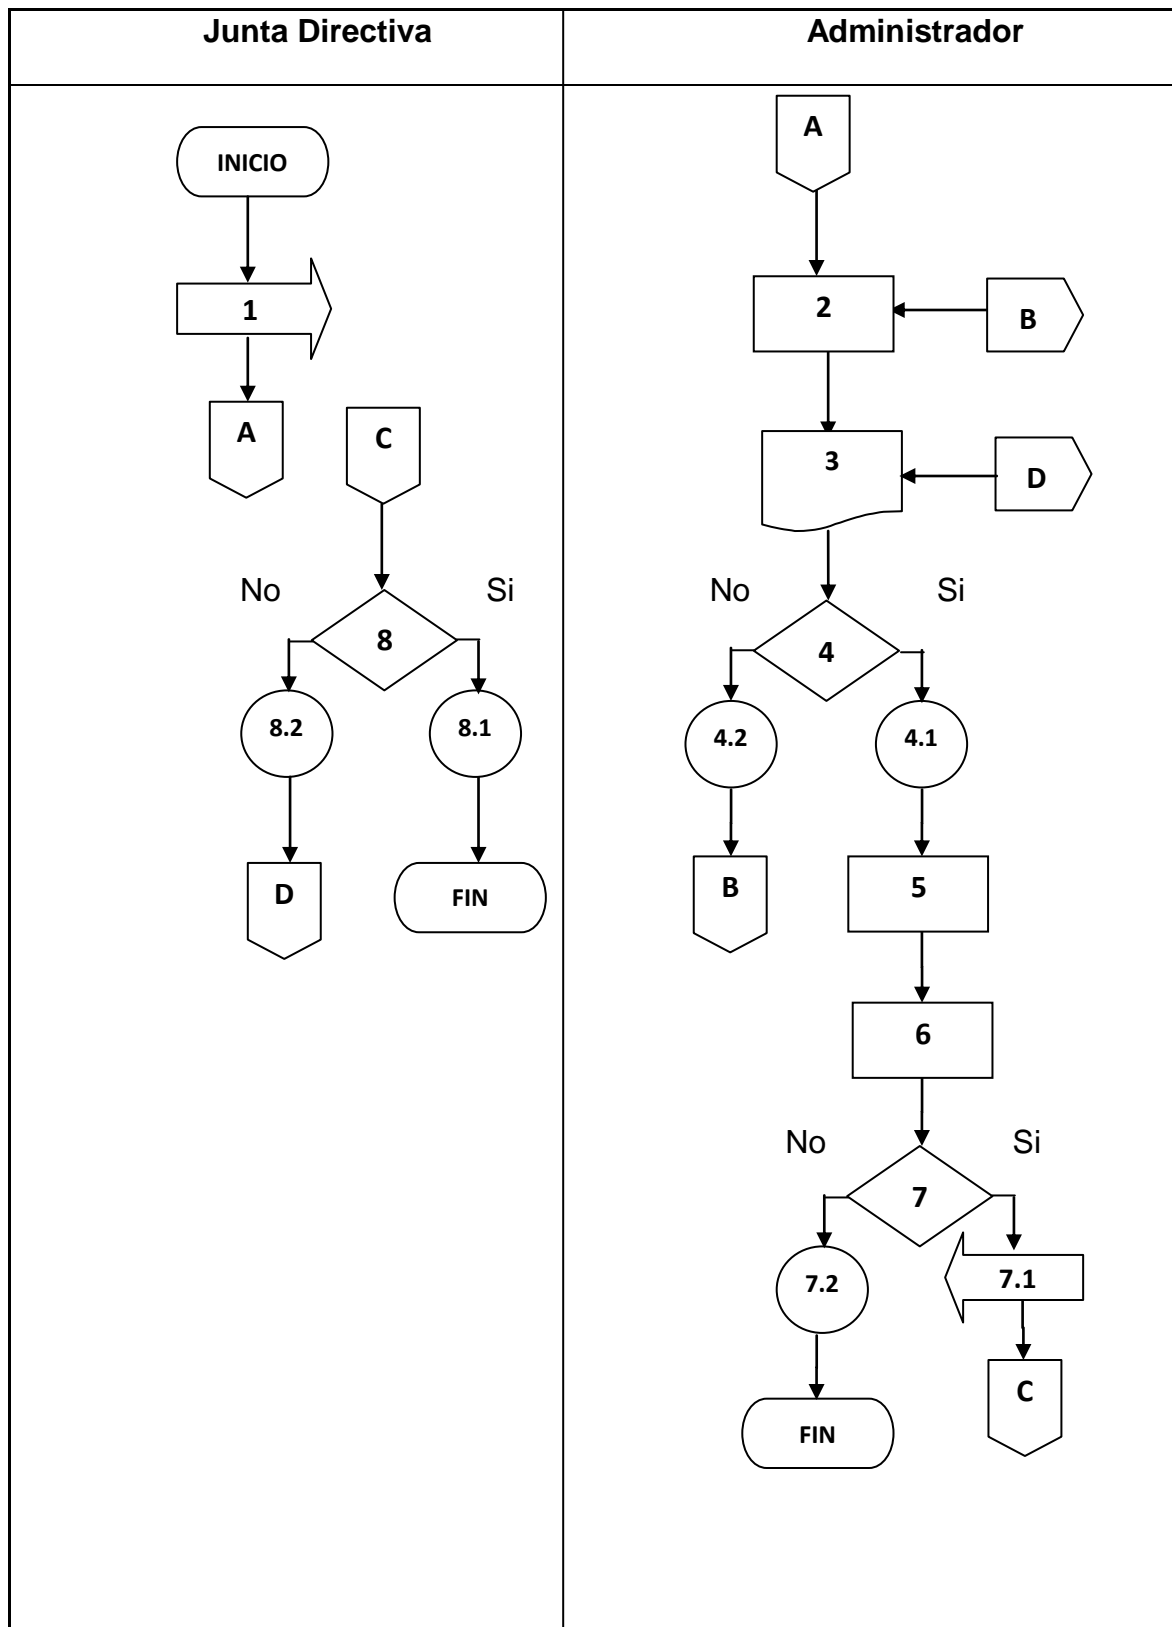 Junta Directiva
Administrador
INICIO
1
A
C
No
Si
8
8.2
8.1
D
FIN
A
2
B
3
D
No
Si
4
4.2
4.1
B
5
6
No
Si
7
7.2
7.1
FIN
C